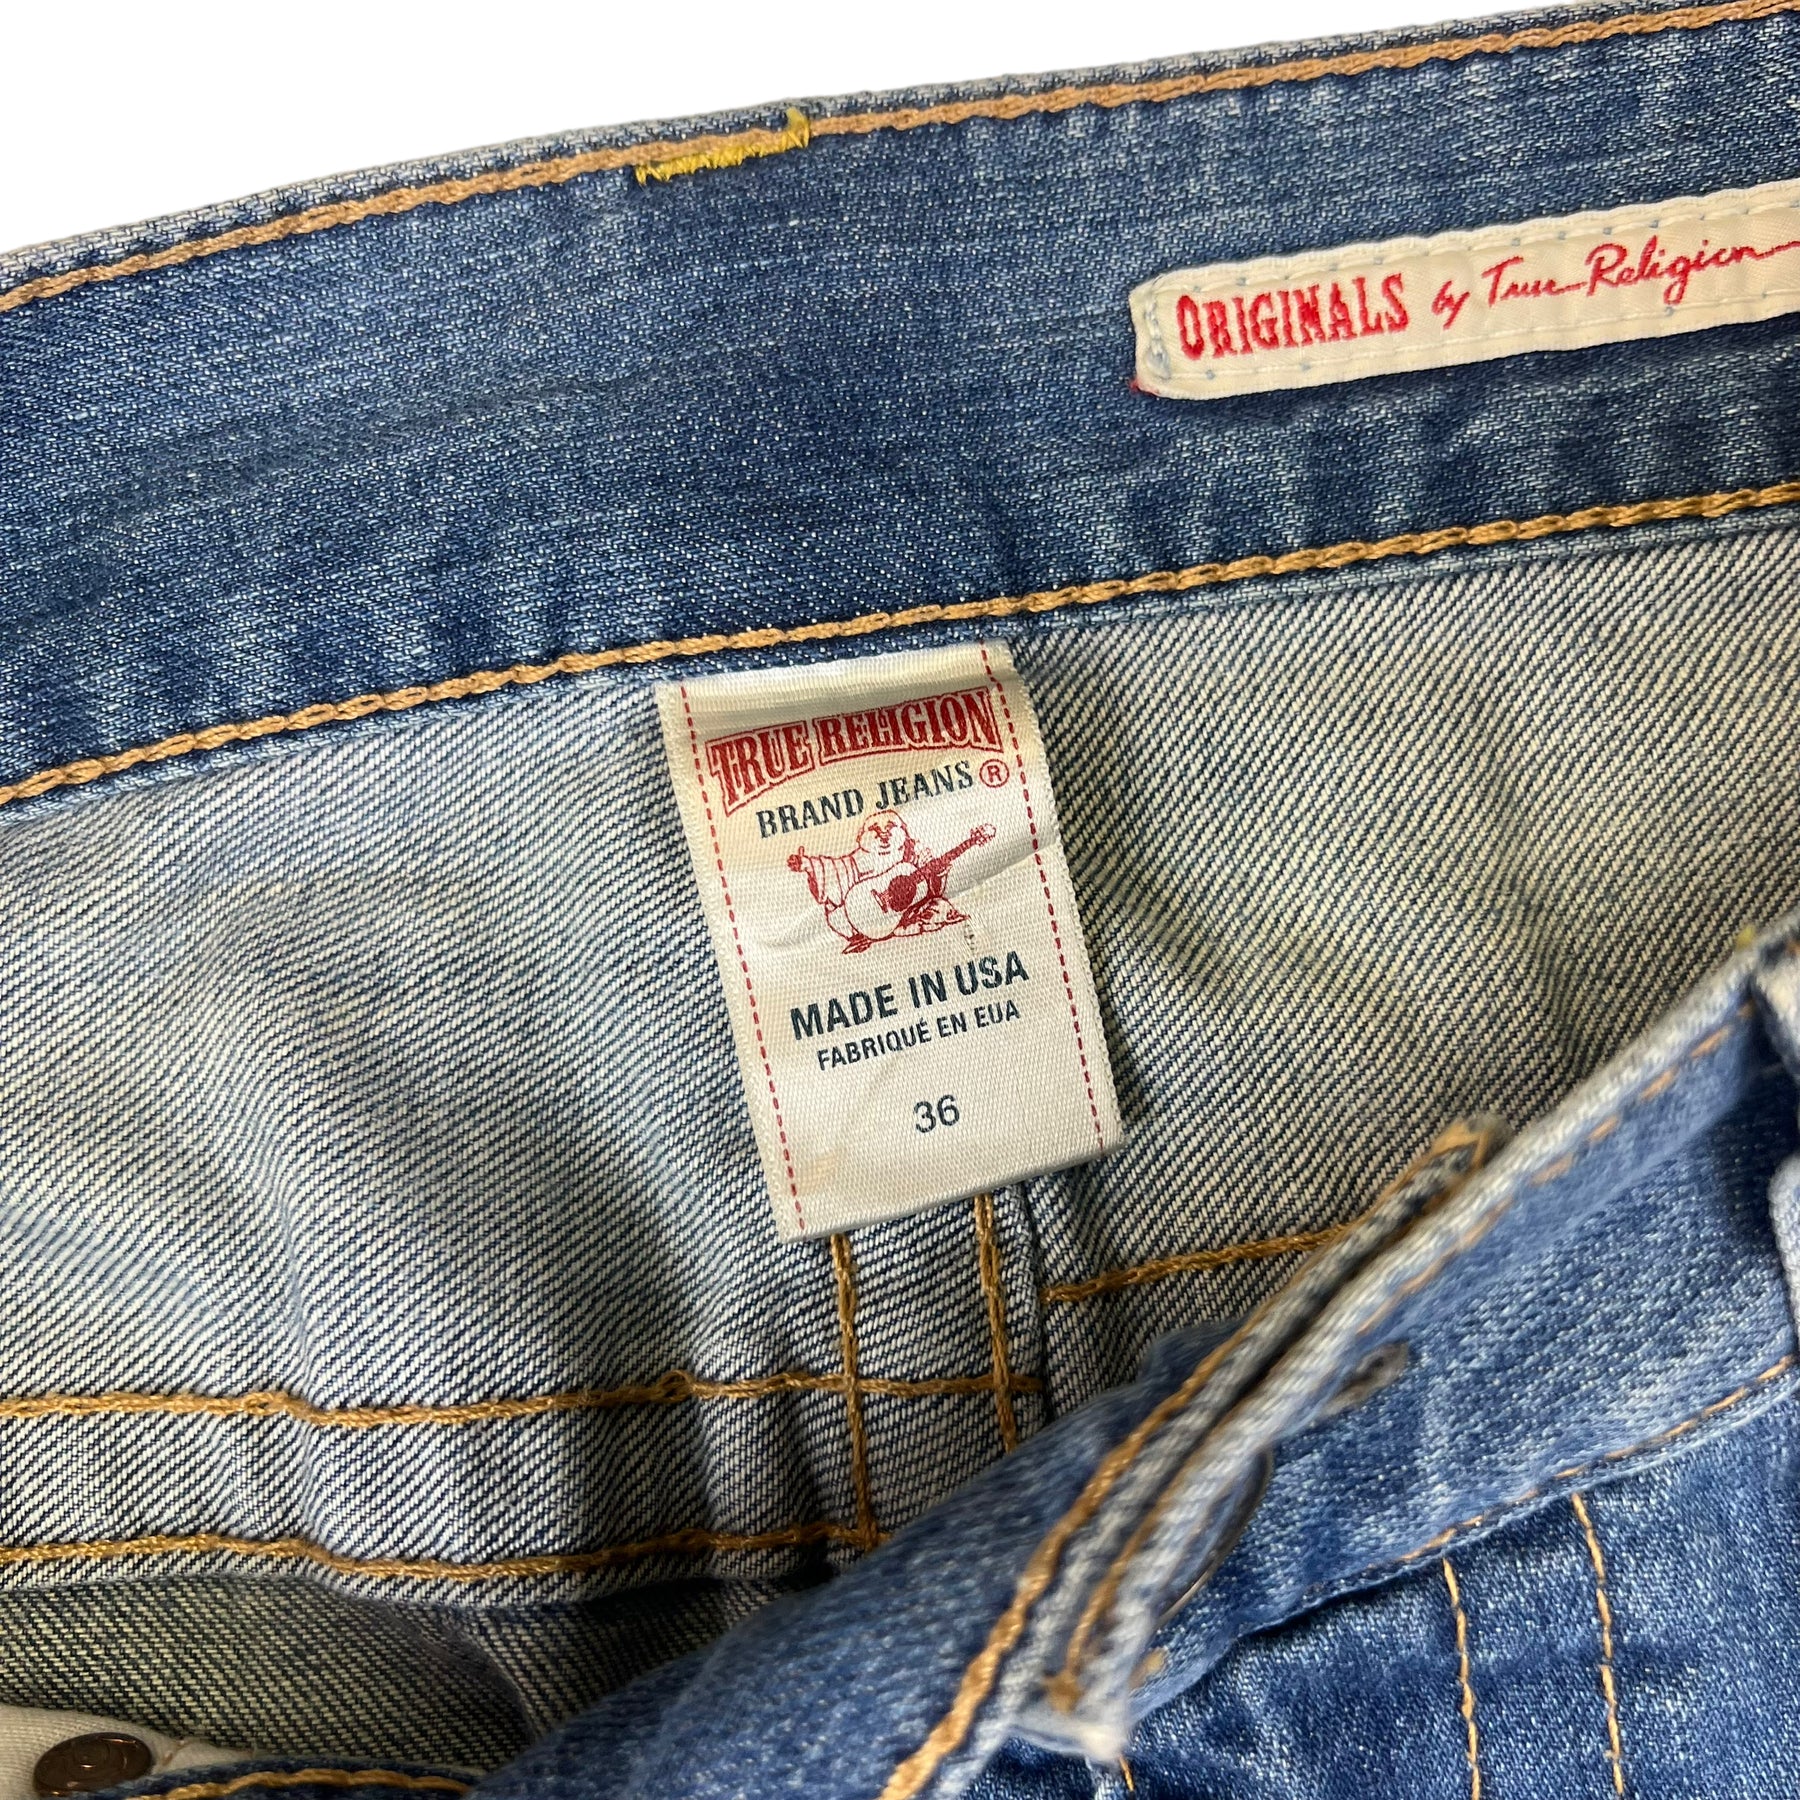 ORIGINALS by True Religion
TRUE RELIGION
BRAND JEANS ®
MADE IN USA
FABRIQUÉ EN EUA
36